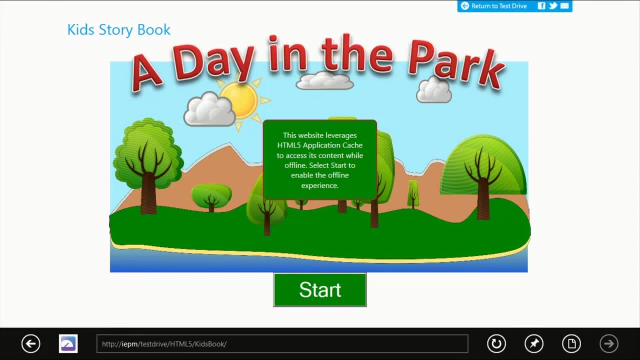 Return to Test Drive
Kids Story Book
A Day in the Park
This website leverages
HTML5 Application Cache
to access its content while
offline. Select Start to
enable the offline
experience.
Start
http://iepm/testdrive/HTML5/KidsBook/